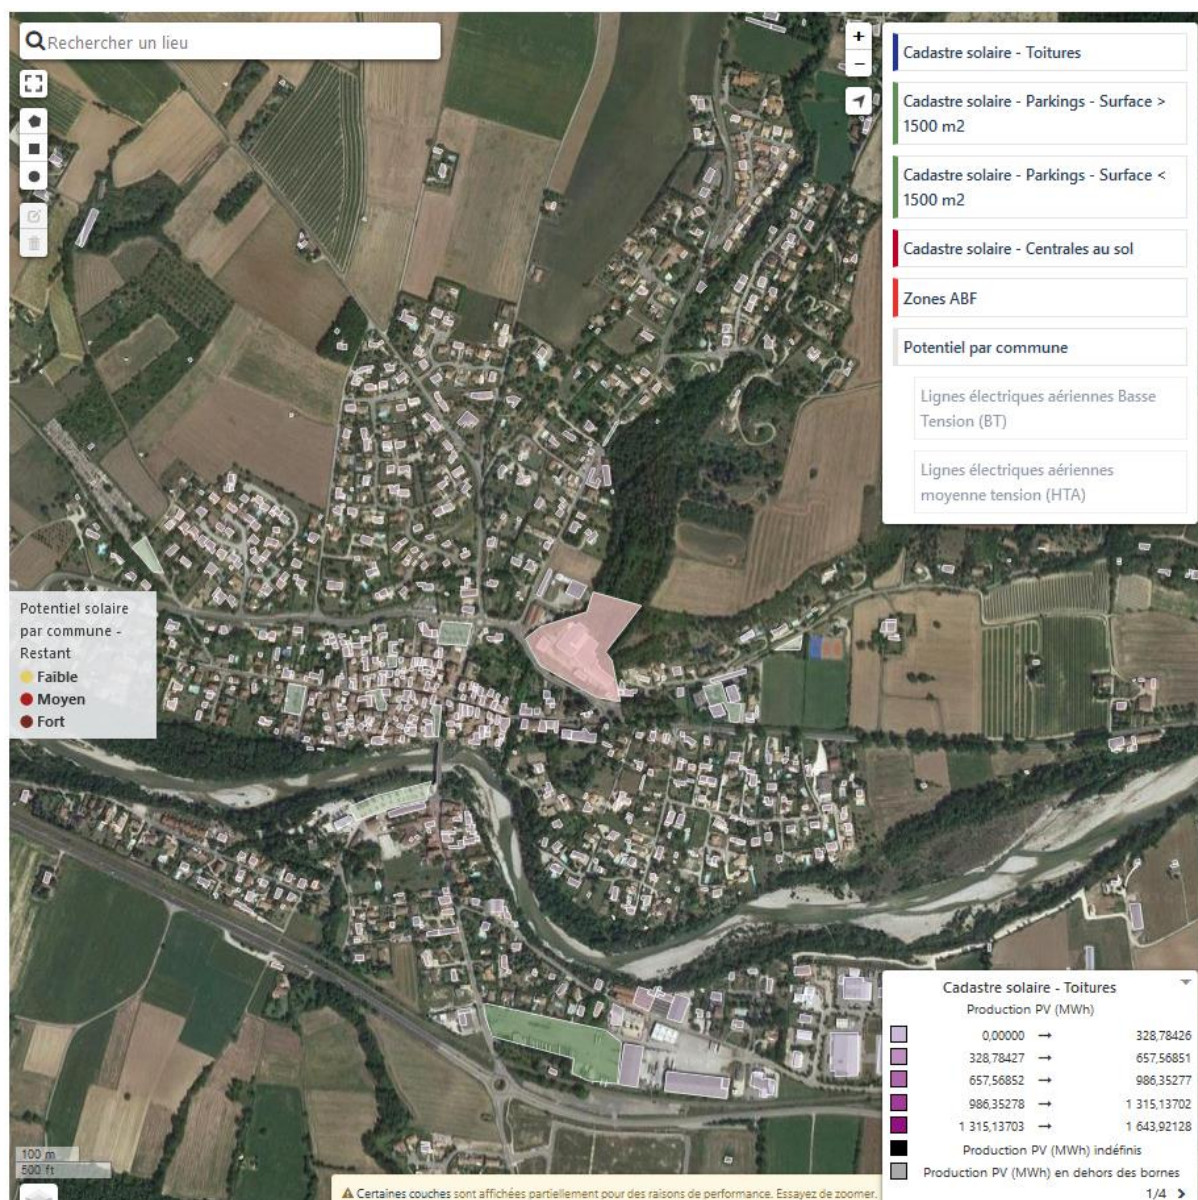 Rechercher un lieu
+
−
Cadastre solaire - Toitures
Cadastre solaire - Parkings - Surface >
1500 m2
Cadastre solaire - Parkings - Surface <
1500 m2
Cadastre solaire - Centrales au sol
Zones ABF
Potentiel par commune
Lignes électriques aériennes Basse
Tension (BT)
Lignes électriques aériennes
moyenne tension (HTA)
Potentiel solaire
par commune -
Restant
Faible
Moyen
Fort
Cadastre solaire - Toitures
Production PV (MWh)
0,00000 → 328,78426
328,78427 → 657,56851
657,56852 → 986,35277
986,35278 → 1 315,13702
1 315,13703 → 1 643,92128
Production PV (MWh) indéfinis
Production PV (MWh) en dehors des bornes
1/4 >
100 m
500 ft
Certaines couches sont affichées partiellement pour des raisons de performance. Essayez de zoomer.